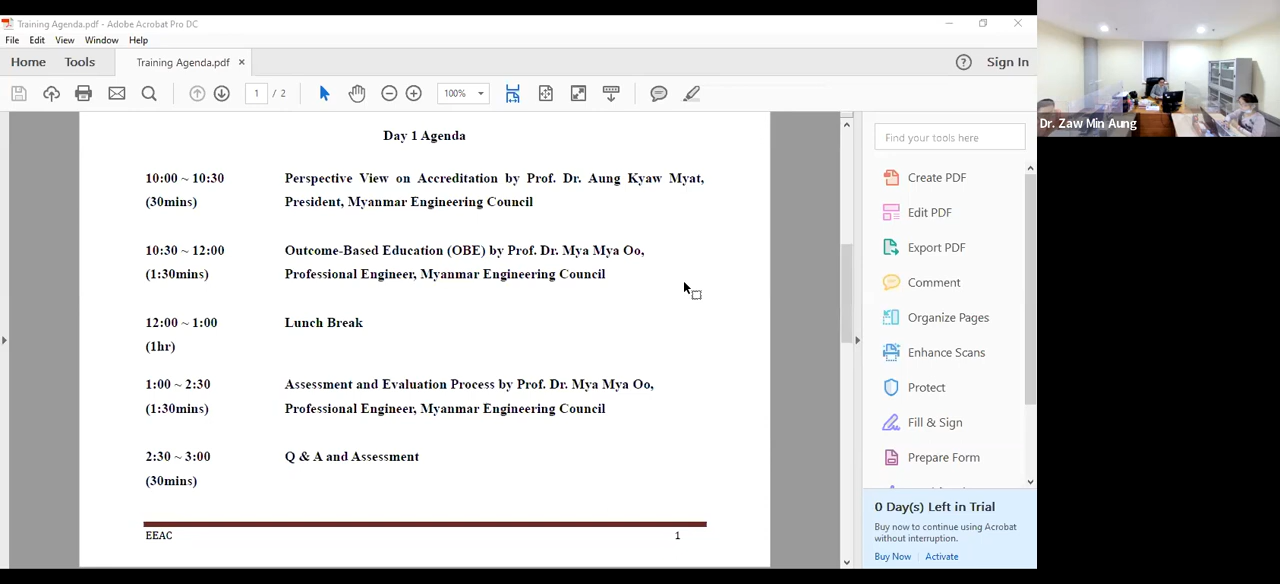 Training Agenda.pdf - Adobe Acrobat Pro DC
File Edit View Window Help
Home Tools Training Agenda.pdf × ? Sign In
1 / 2 100%
Day 1 Agenda
10:00 ~ 10:30 Perspective View on Accreditation by Prof. Dr. Aung Kyaw Myat,
(30mins) President, Myanmar Engineering Council
10:30 ~ 12:00 Outcome-Based Education (OBE) by Prof. Dr. Mya Mya Oo,
(1:30mins) Professional Engineer, Myanmar Engineering Council
12:00 ~ 1:00 Lunch Break
(1hr)
1:00 ~ 2:30 Assessment and Evaluation Process by Prof. Dr. Mya Mya Oo,
(1:30mins) Professional Engineer, Myanmar Engineering Council
2:30 ~ 3:00 Q & A and Assessment
(30mins)
EEAC 1
Find your tools here
Create PDF
Edit PDF
Export PDF
Comment
Organize Pages
Enhance Scans
Protect
Fill & Sign
Prepare Form
0 Day(s) Left in Trial
Buy now to continue using Acrobat
without interruption.
Buy Now Activate
Dr. Zaw Min Aung